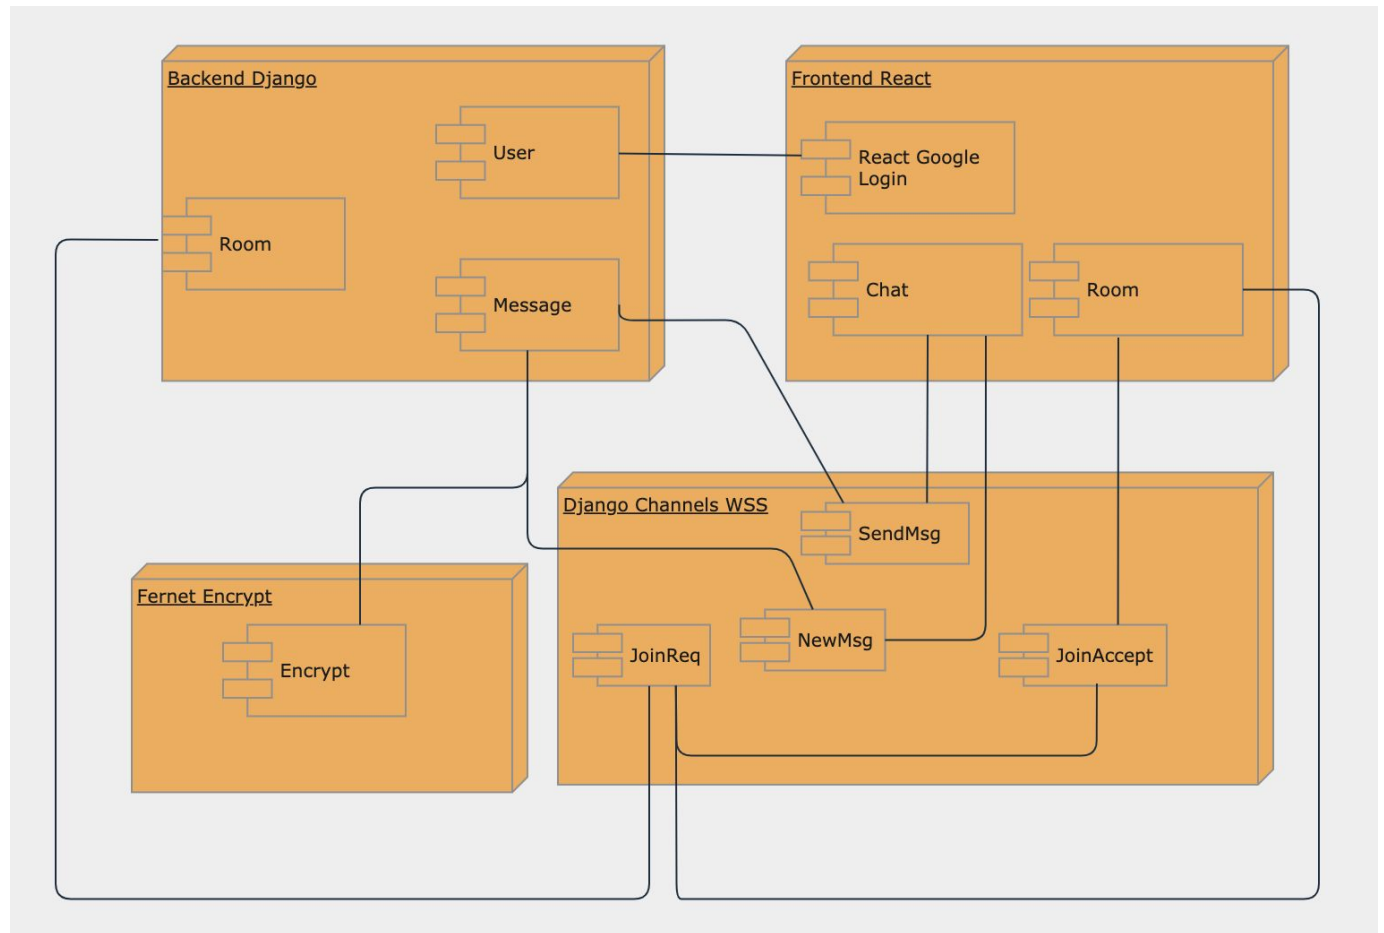 Backend Django
User
Room
Message
Frontend React
React Google
Login
Chat
Room
Django Channels WSS
SendMsg
NewMsg
JoinReq
JoinAccept
Fernet Encrypt
Encrypt